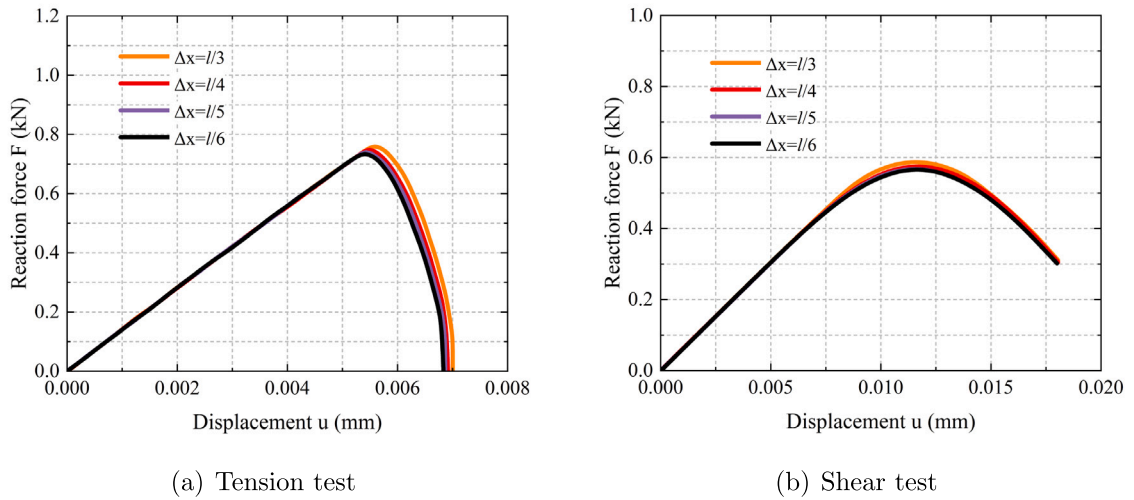 1.2
1.0
0.8
0.6
0.4
0.2
0.0
Reaction force F (kN)
Δx=l/3
Δx=l/4
Δx=l/5
Δx=l/6
0.000 0.002 0.004 0.006 0.008
Displacement u (mm)
(a) Tension test
1.0
0.8
0.6
0.4
0.2
0.0
Reaction force F (kN)
Δx=l/3
Δx=l/4
Δx=l/5
Δx=l/6
0.000 0.005 0.010 0.015 0.020
Displacement u (mm)
(b) Shear test